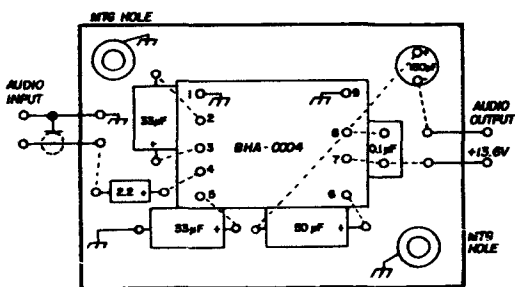 MTG HOLE
AUDIO
INPUT
33µF
+
2.2 +
1
2
3
4
5
BHA-0004
9
8
7
6
0.1µF
+
-
AUDIO
OUTPUT
+13.6V
33µF +
50µF +
MTG
HOLE